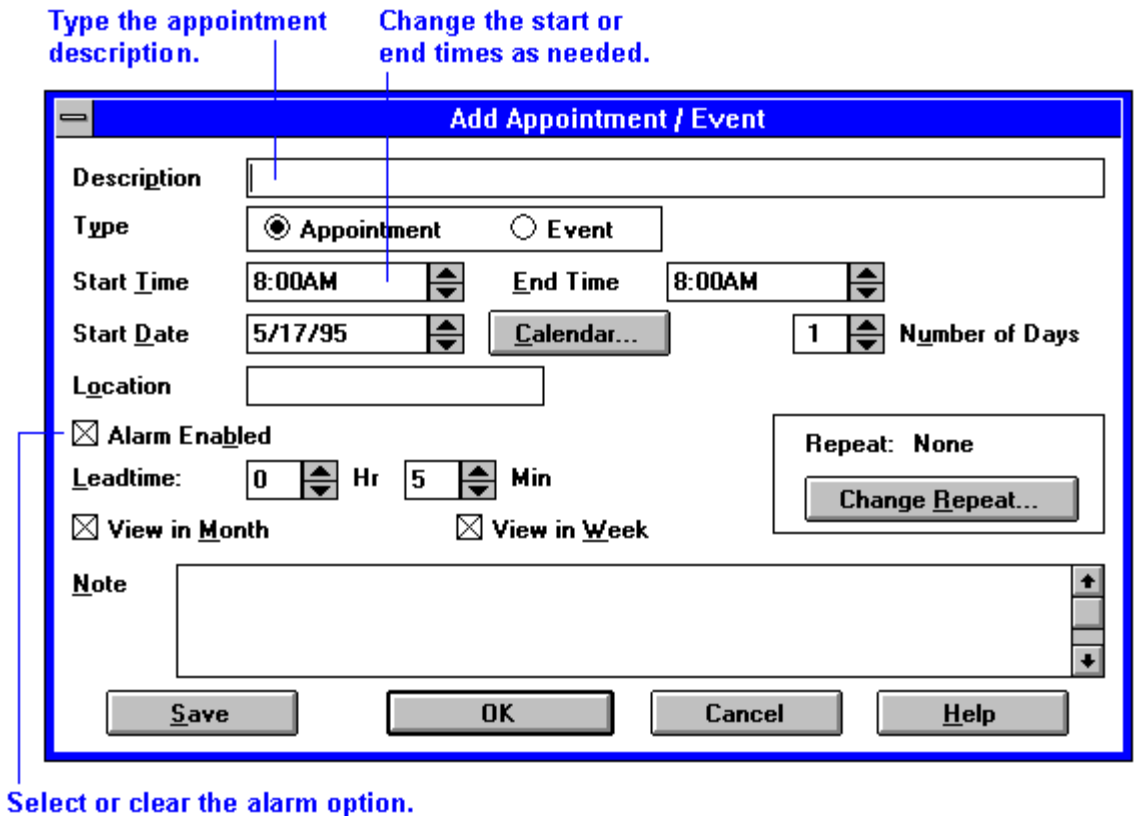 Type the appointment description.
Change the start or end times as needed.
Add Appointment / Event
Description
Type Appointment Event
Start Time 8:00AM End Time 8:00AM
Start Date 5/17/95 Calendar... 1 Number of Days
Location
Alarm Enabled
Repeat: None
Leadtime: 0 Hr 5 Min
Change Repeat...
View in Month View in Week
Note
Save OK Cancel Help
Select or clear the alarm option.